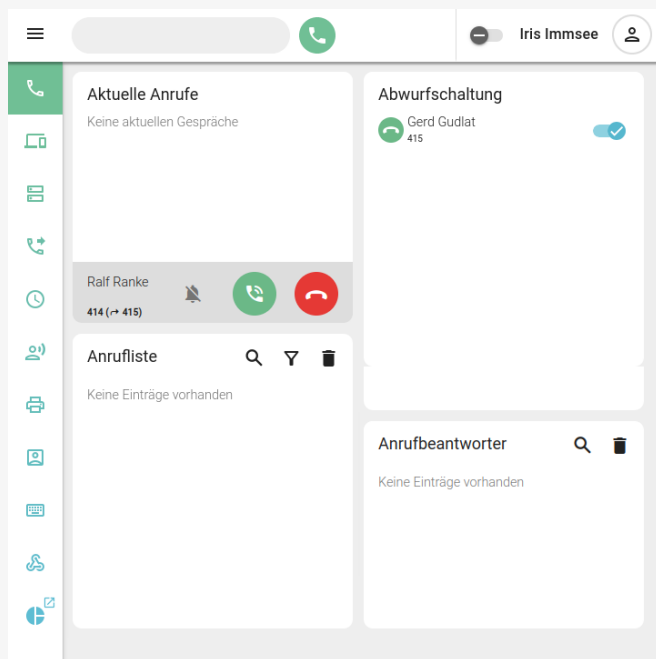 Iris Immsee
Aktuelle Anrufe
Keine aktuellen Gespräche
Ralf Ranke
414 (↱ 415)
Abwurfschaltung
Gerd Gudlat
415
Anrufliste
Keine Einträge vorhanden
Anrufbeantworter
Keine Einträge vorhanden